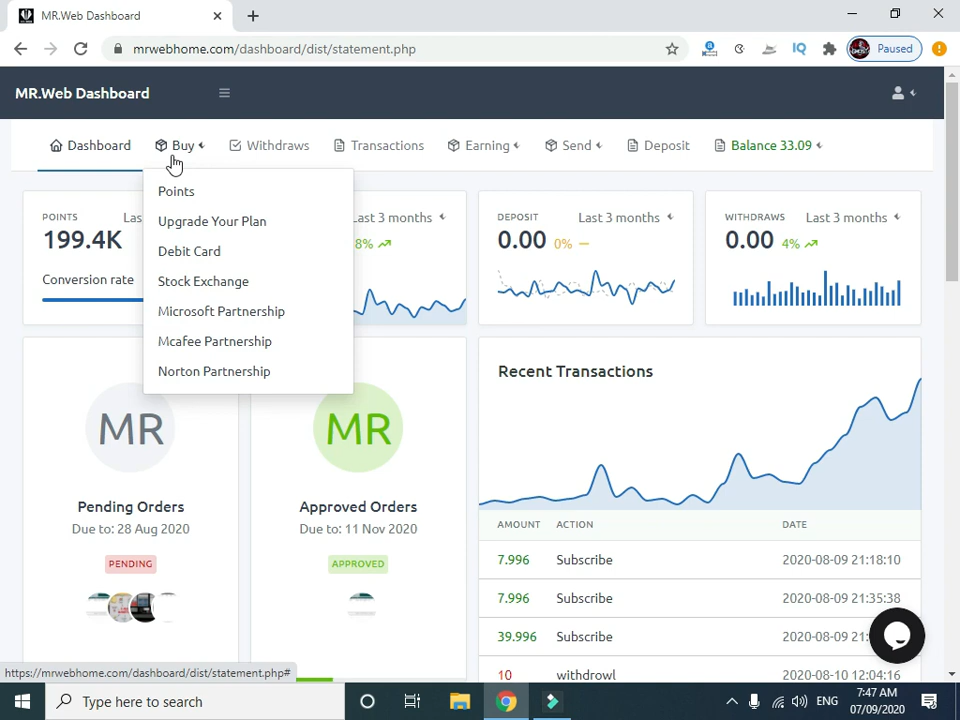 MR.Web Dashboard
mrwebhome.com/dashboard/dist/statement.php
IQ
Paused
MR.Web Dashboard
Dashboard
Buy
Withdraws
Transactions
Earning
Send
Deposit
Balance 33.09
Points
Upgrade Your Plan
Debit Card
Stock Exchange
Microsoft Partnership
Mcafee Partnership
Norton Partnership
POINTS
Las
199.4K
Conversion rate
Last 3 months
8%
DEPOSIT
Last 3 months
0.00
0%
WITHDRAWS
Last 3 months
0.00
4%
MR
Pending Orders
Due to: 28 Aug 2020
PENDING
MR
Approved Orders
Due to: 11 Nov 2020
APPROVED
Recent Transactions
AMOUNT ACTION DATE
7.996 Subscribe 2020-08-09 21:18:10
7.996 Subscribe 2020-08-09 21:35:38
39.996 Subscribe 2020-08-09 21:
10 withdrowl 2020-08-10 12:04:16
https://mrwebhome.com/dashboard/dist/statement.php#
Type here to search
ENG
7:47 AM
07/09/2020